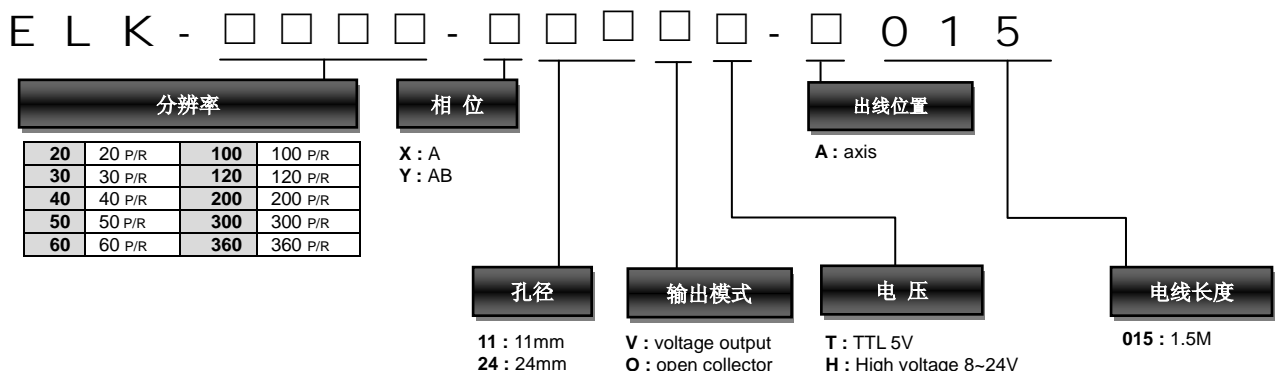 ELK-□□□□-□□□□□-□015
分辨率
相 位
出线位置
20 20 P/R 100 100 P/R
30 30 P/R 120 120 P/R
40 40 P/R 200 200 P/R
50 50 P/R 300 300 P/R
60 60 P/R 360 360 P/R
X : A
Y : AB
A : axis
孔径
输出模式
电 压
电线长度
11 : 11mm
24 : 24mm
V : voltage output
O : open collector
T : TTL 5V
H : High voltage 8~24V
015 : 1.5M